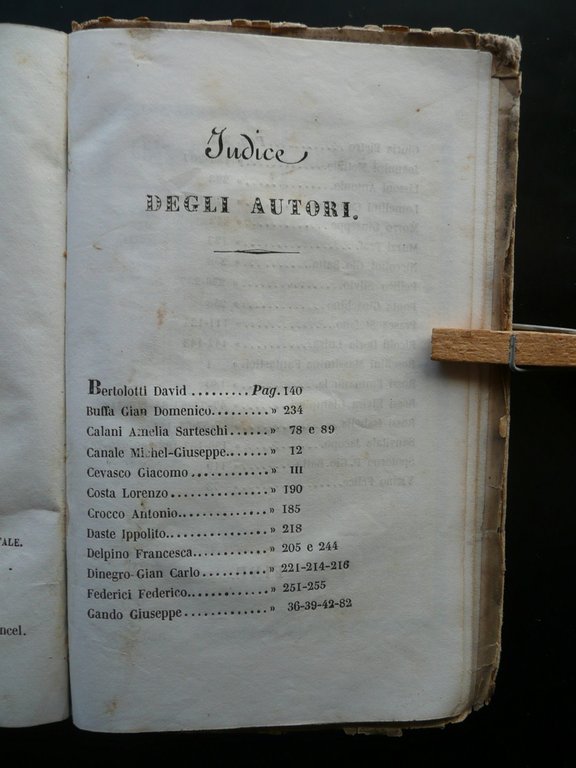 Indice
DEGLI AUTORI.
Bertolotti David ......... Pag. 140
Buffa Gian Domenico......... » 234
Calani Amelia Sarteschi...... » 78 e 89
Canale Michel-Giuseppe...... » 12
Cevasco Giacomo............ » III
Costa Lorenzo............... » 190
Crocco Antonio............. » 185
Daste Ippolito.............. » 218
Delpino Francesca........... » 205 e 244
Dinegro Gian Carlo.......... » 221-214-216
Federici Federico............ » 251-255
Gando Giuseppe............ » 36-39-42-82
TALE.
ncel.